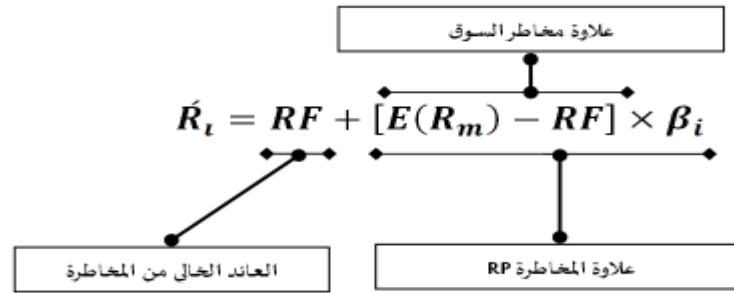 علاوة مخاطر السوق
Ŕᵢ = RF + [E(Rₘ) − RF] × βᵢ
العائد الخالي من المخاطرة
علاوة المخاطرة RP